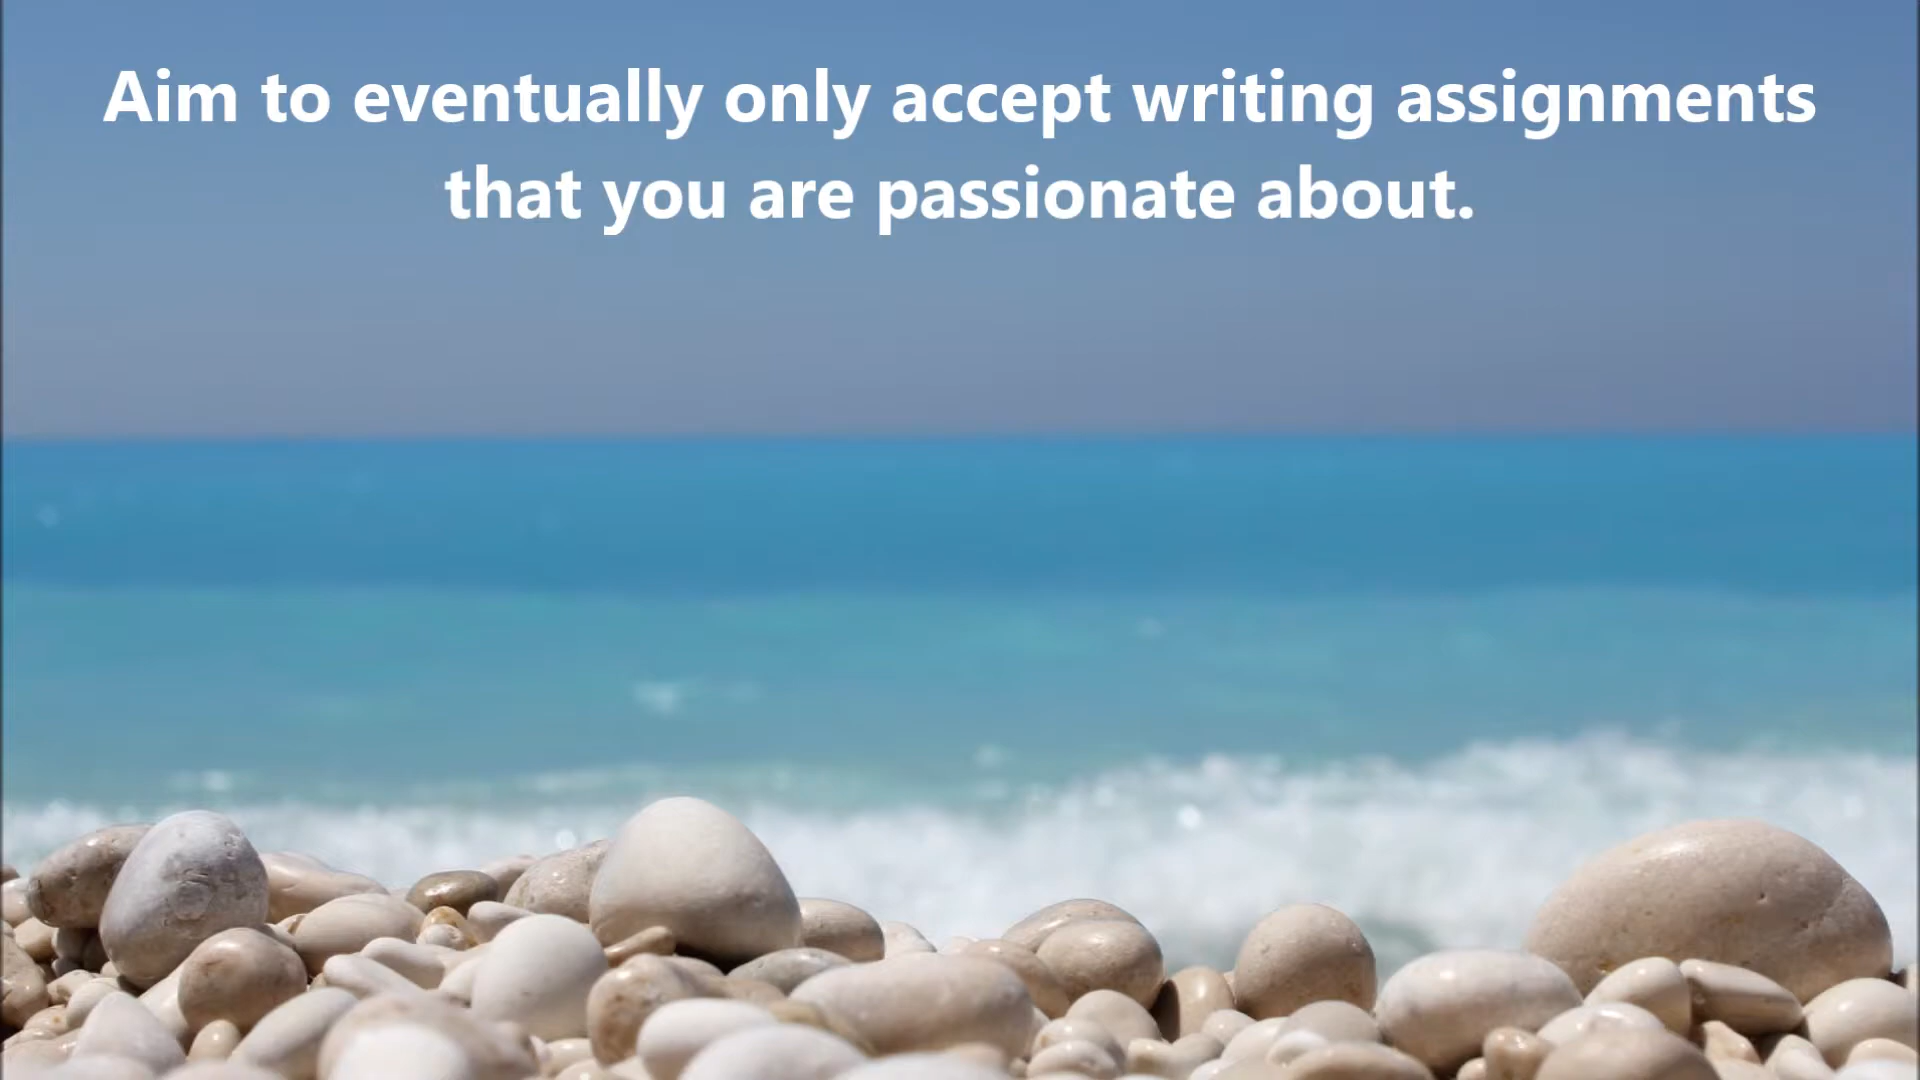 Aim to eventually only accept writing assignments
that you are passionate about.